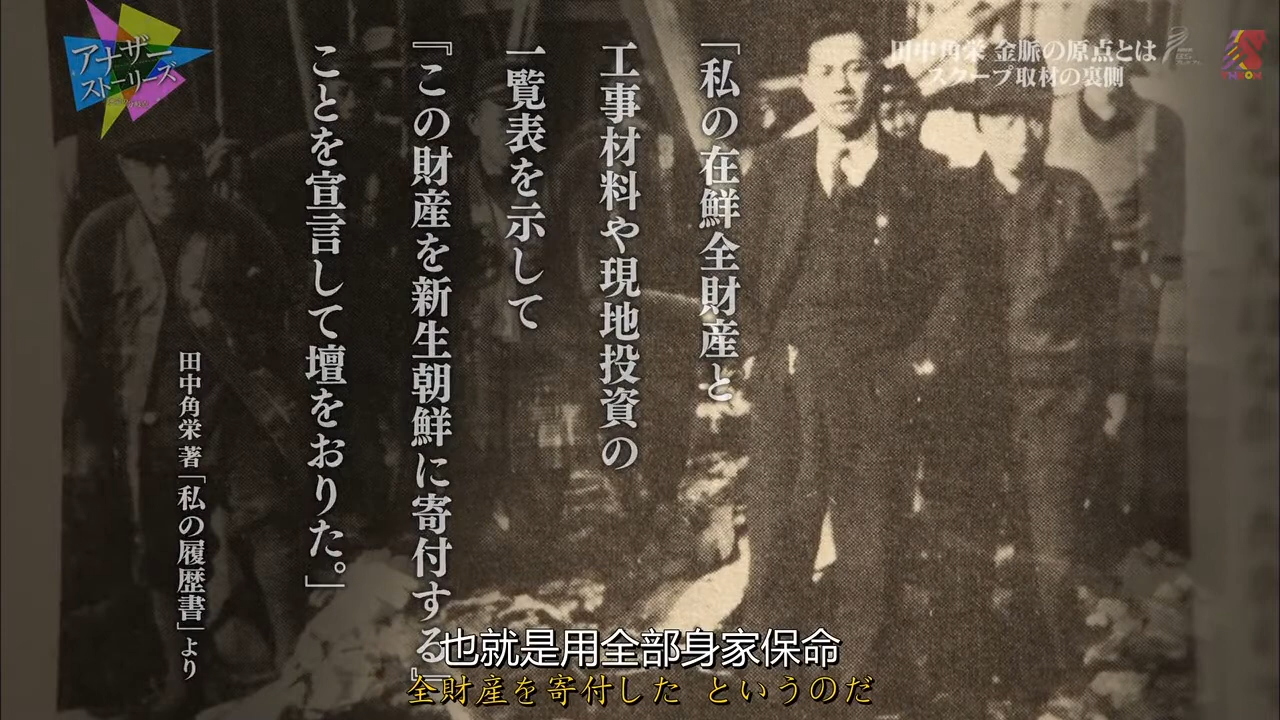 アナザー
ストーリーズ
田中角栄 金脈の原点とは
スクープ取材の裏側
「私の在鮮全財産と
工事材料や現地投資の
一覧表を示して
『この財産を新生朝鮮に寄付する』
ことを宣言して壇をおりた。」
田中角栄 著「私の履歴書」より
也就是用全部身家保命
全財産を寄付した というのだ